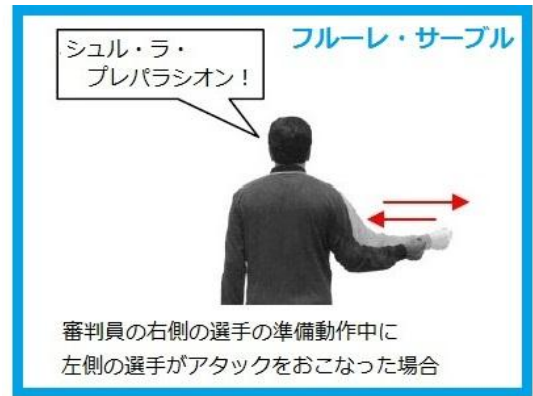 フルーレ・サーブル
シュル・ラ・
プレパラシオン！
審判員の右側の選手の準備動作中に
左側の選手がアタックをおこなった場合